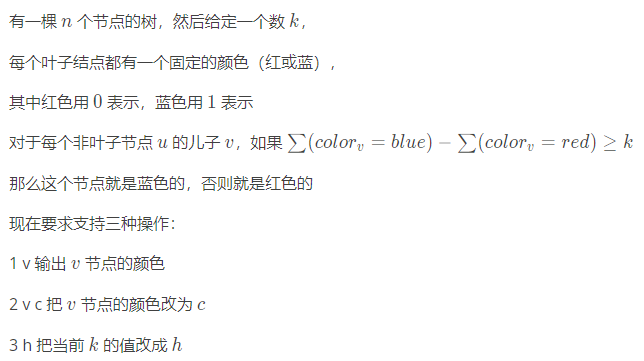 有一棵 n 个节点的树，然后给定一个数 k，
每个叶子结点都有一个固定的颜色（红或蓝），
其中红色用 0 表示，蓝色用 1 表示
对于每个非叶子节点 u 的儿子 v，如果 ∑(color_v = blue) − ∑(color_v = red) ≥ k
那么这个节点就是蓝色的，否则就是红色的
现在要求支持三种操作：
1 v 输出 v 节点的颜色
2 v c 把 v 节点的颜色改为 c
3 h 把当前 k 的值改成 h